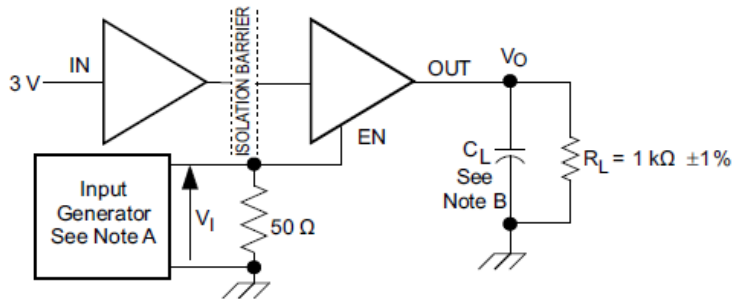 IN
3 V
ISOLATION BARRIER
OUT
VO
EN
CL
See
Note B
RL = 1 kΩ ±1%
Input
Generator
See Note A
VI
50 Ω